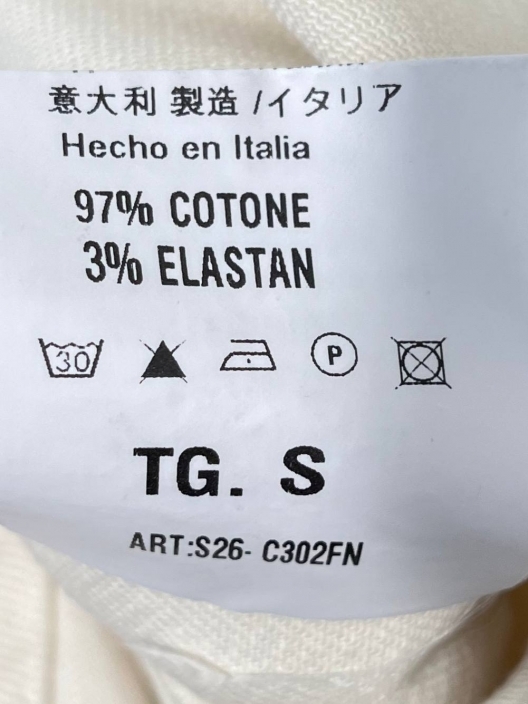 意大利 製造 /イタリア
Hecho en Italia
97% COTONE
3% ELASTAN
30
P
TG. S
ART:S26- C302FN